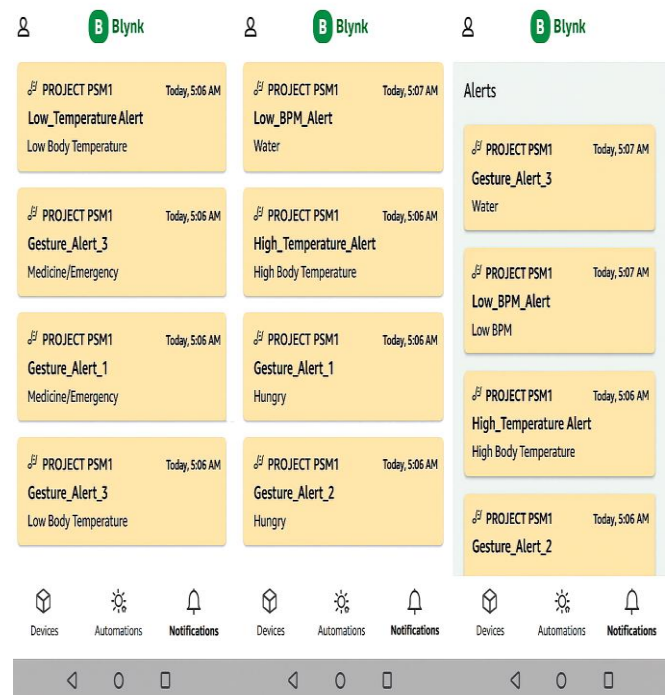 B Blynk
PROJECT PSM1 Today, 5:06 AM
Low_Temperature Alert
Low Body Temperature
PROJECT PSM1 Today, 5:06 AM
Gesture_Alert_3
Medicine/Emergency
PROJECT PSM1 Today, 5:06 AM
Gesture_Alert_1
Medicine/Emergency
PROJECT PSM1 Today, 5:06 AM
Gesture_Alert_3
Low Body Temperature
Devices Automations Notifications
B Blynk
PROJECT PSM1 Today, 5:07 AM
Low_BPM_Alert
Water
PROJECT PSM1 Today, 5:06 AM
High_Temperature_Alert
High Body Temperature
PROJECT PSM1 Today, 5:06 AM
Gesture_Alert_1
Hungry
PROJECT PSM1 Today, 5:06 AM
Gesture_Alert_2
Hungry
Devices Automations Notifications
B Blynk
Alerts
PROJECT PSM1 Today, 5:07 AM
Gesture_Alert_3
Water
PROJECT PSM1 Today, 5:07 AM
Low_BPM_Alert
Low BPM
PROJECT PSM1 Today, 5:06 AM
High_Temperature Alert
High Body Temperature
PROJECT PSM1 Today, 5:06 AM
Gesture_Alert_2
Devices Automations Notifications